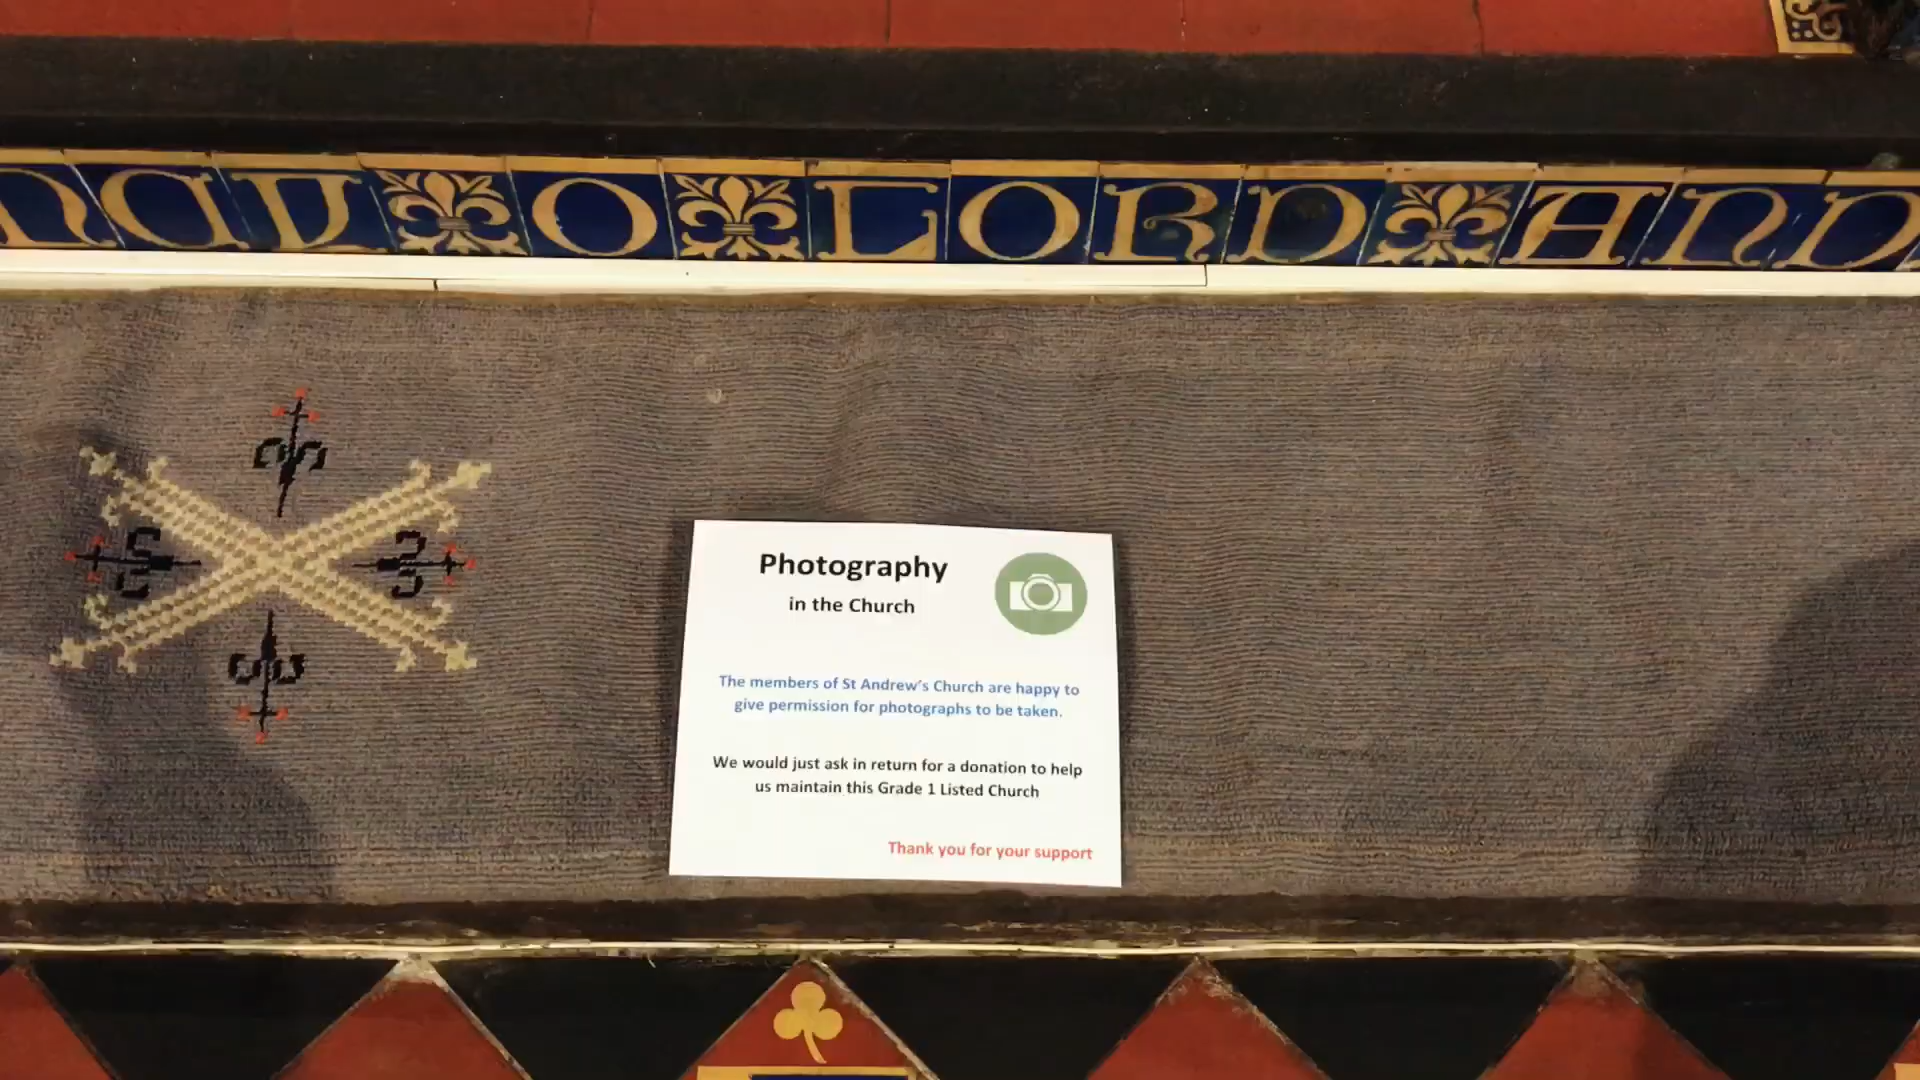 O LORD AND
Photography
in the Church
The members of St Andrew's Church are happy to
give permission for photographs to be taken.
We would just ask in return for a donation to help
us maintain this Grade 1 Listed Church
Thank you for your support